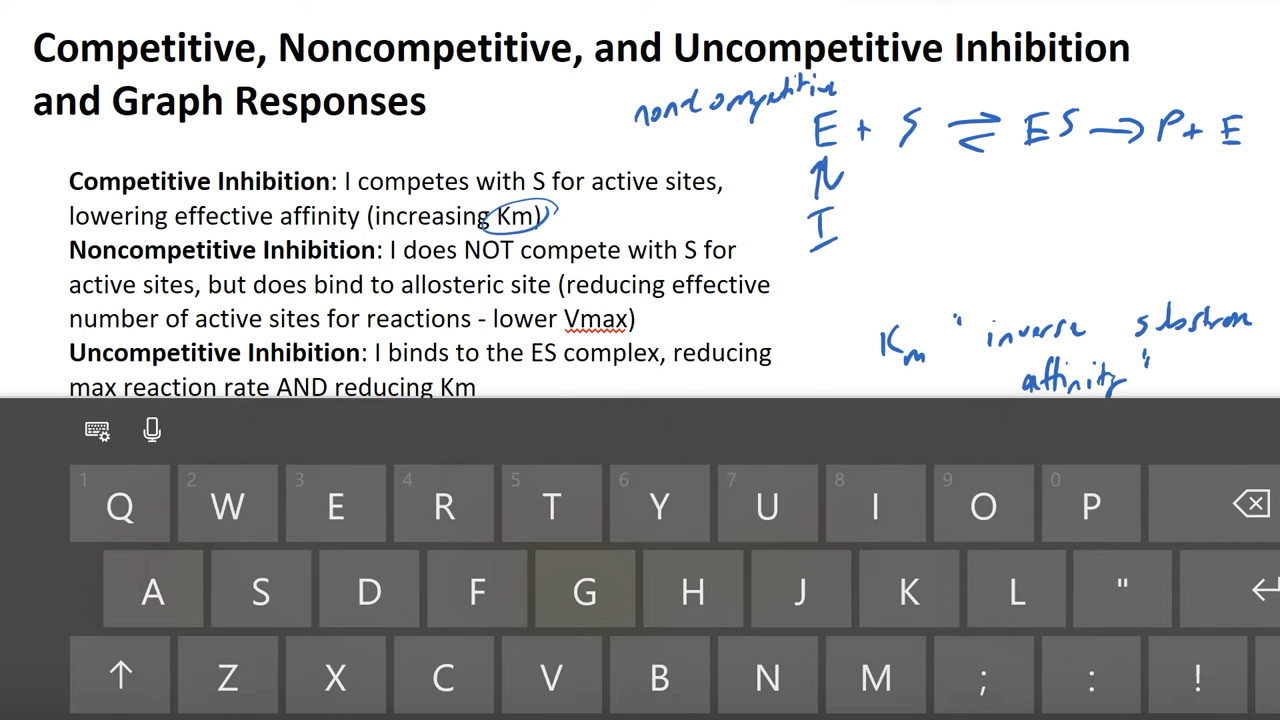 Competitive, Noncompetitive, and Uncompetitive Inhibition
and Graph Responses
noncompetitive
E + S ⇌ ES → P + E
⇅
I
Competitive Inhibition: I competes with S for active sites,
lowering effective affinity (increasing Km)
Noncompetitive Inhibition: I does NOT compete with S for
active sites, but does bind to allosteric site (reducing effective
number of active sites for reactions - lower Vmax)
Uncompetitive Inhibition: I binds to the ES complex, reducing
max reaction rate AND reducing Km
Km "inverse
affinity"
1 2 3 4 5 6 7 8 9 0
Q W E R T Y U I O P
A S D F G H J K L "
Z X C V B N M ; : !